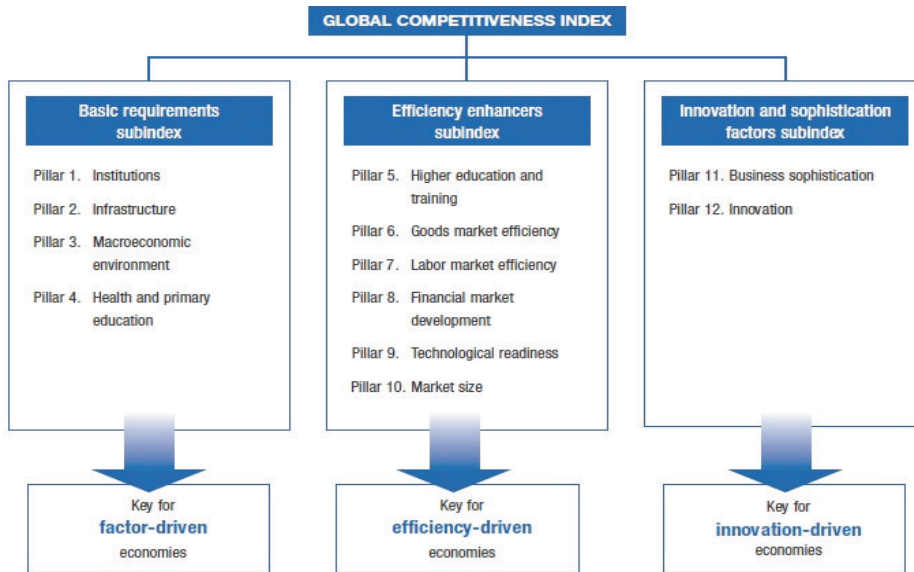 GLOBAL COMPETITIVENESS INDEX
Basic requirements
subindex
Pillar 1. Institutions
Pillar 2. Infrastructure
Pillar 3. Macroeconomic
environment
Pillar 4. Health and primary
education
Key for
factor-driven
economies
Efficiency enhancers
subindex
Pillar 5. Higher education and
training
Pillar 6. Goods market efficiency
Pillar 7. Labor market efficiency
Pillar 8. Financial market
development
Pillar 9. Technological readiness
Pillar 10. Market size
Key for
efficiency-driven
economies
Innovation and sophistication
factors subindex
Pillar 11. Business sophistication
Pillar 12. Innovation
Key for
innovation-driven
economies